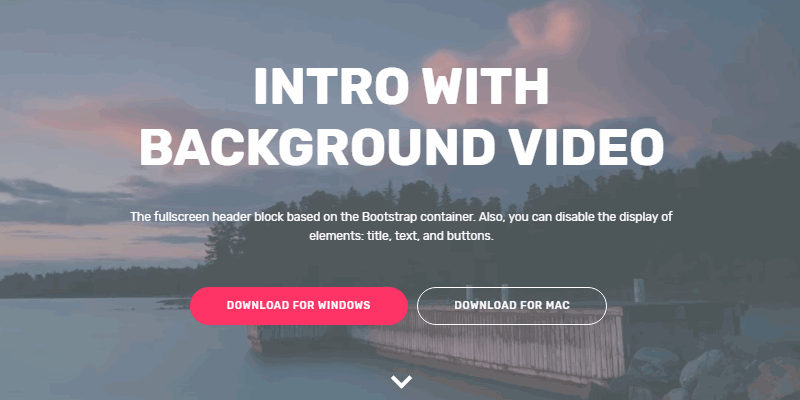 INTRO WITH
BACKGROUND VIDEO
The fullscreen header block based on the Bootstrap container. Also, you can disable the display of
elements: title, text, and buttons.
DOWNLOAD FOR WINDOWS
DOWNLOAD FOR MAC